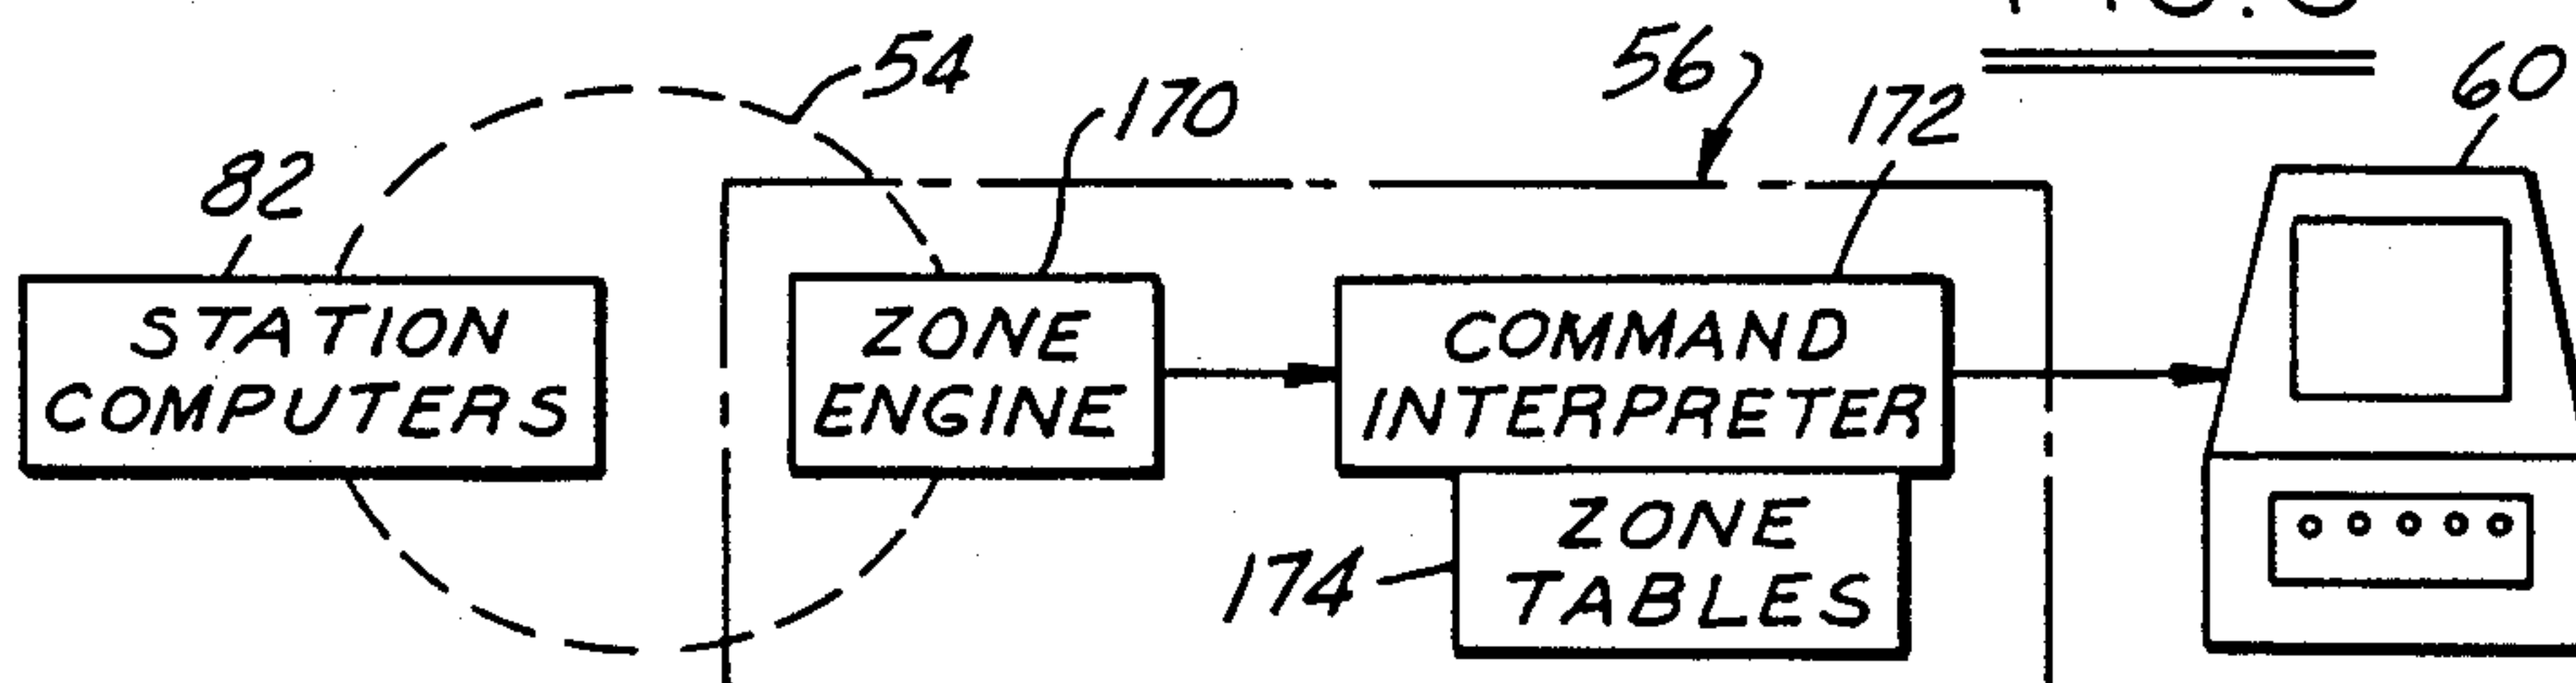 54
56
60
170
172
82
STATION
COMPUTERS
ZONE
ENGINE
COMMAND
INTERPRETER
ZONE
TABLES
174